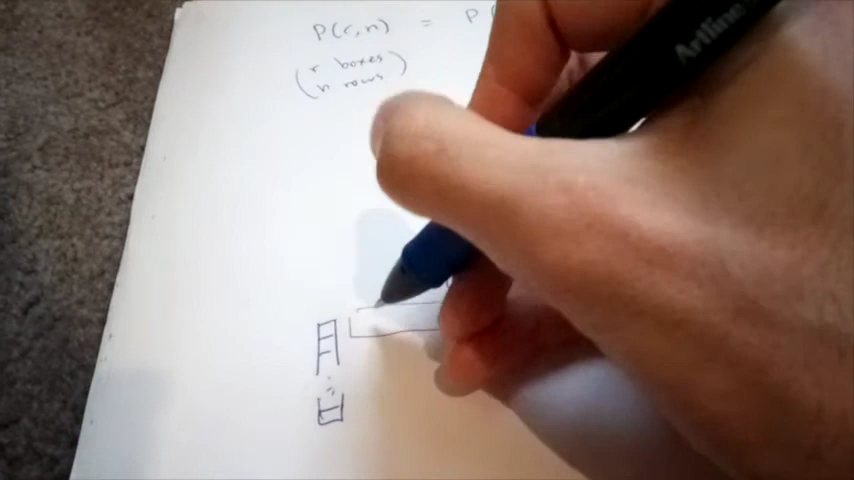 P(r,n) = P(
(r boxes
n rows)
Artline